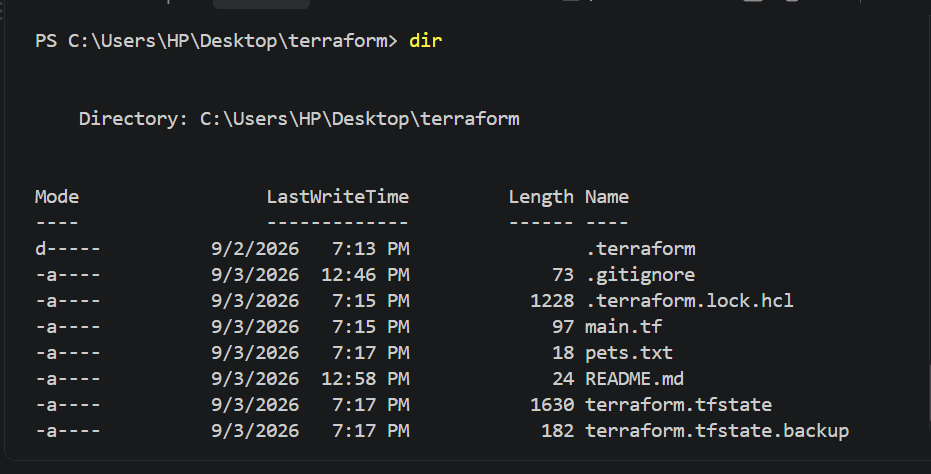 PS C:\Users\HP\Desktop\terraform> dir
Directory: C:\Users\HP\Desktop\terraform
Mode LastWriteTime Length Name
---- ------------- ------ ----
d----- 9/2/2026 7:13 PM .terraform
-a---- 9/3/2026 12:46 PM 73 .gitignore
-a---- 9/3/2026 7:15 PM 1228 .terraform.lock.hcl
-a---- 9/3/2026 7:15 PM 97 main.tf
-a---- 9/3/2026 7:17 PM 18 pets.txt
-a---- 9/3/2026 12:58 PM 24 README.md
-a---- 9/3/2026 7:17 PM 1630 terraform.tfstate
-a---- 9/3/2026 7:17 PM 182 terraform.tfstate.backup